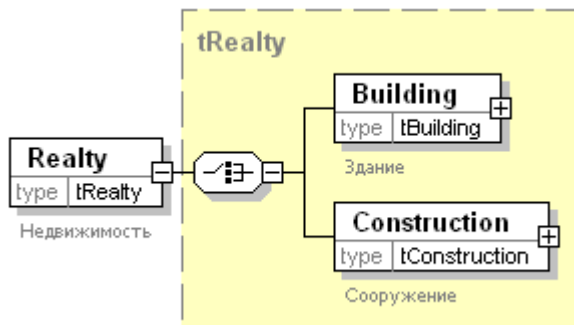 tRealty
Building
type tBuilding
Здание
Realty
type tRealty
Недвижимость
Construction
type tConstruction
Сооружение